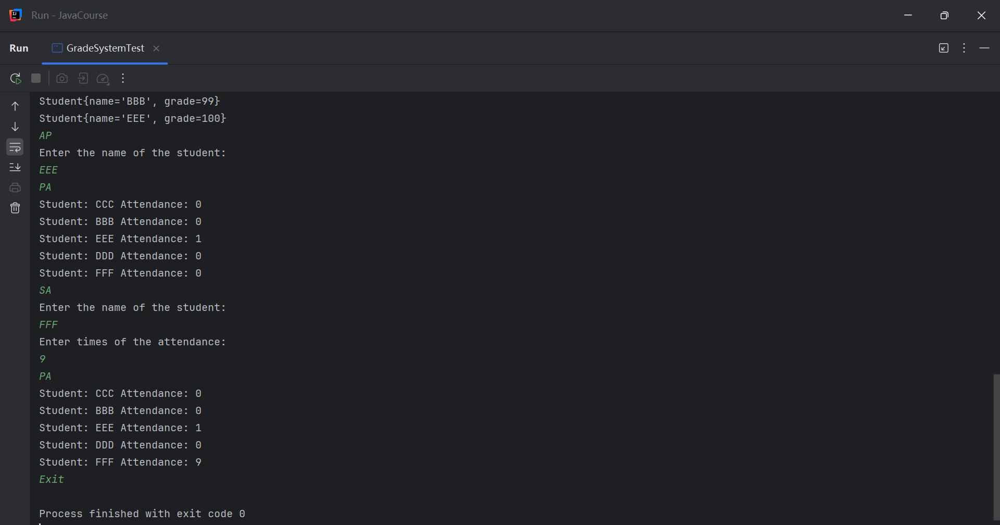 Run - JavaCourse
Run GradeSystemTest
Student{name='BBB', grade=99}
Student{name='EEE', grade=100}
AP
Enter the name of the student:
EEE
PA
Student: CCC Attendance: 0
Student: BBB Attendance: 0
Student: EEE Attendance: 1
Student: DDD Attendance: 0
Student: FFF Attendance: 0
SA
Enter the name of the student:
FFF
Enter times of the attendance:
9
PA
Student: CCC Attendance: 0
Student: BBB Attendance: 0
Student: EEE Attendance: 1
Student: DDD Attendance: 0
Student: FFF Attendance: 9
Exit
Process finished with exit code 0